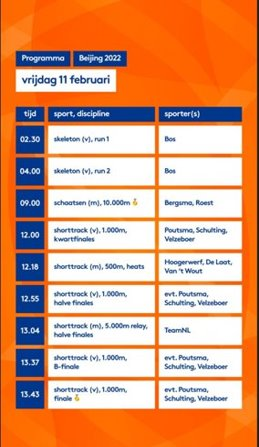 Programma Beijing 2022
vrijdag 11 februari
tijd sport, discipline sporter(s)
02.30 skeleton (v), run 1 Bos
04.00 skeleton (v), run 2 Bos
09.00 schaatsen (m), 10.000m Bergsma, Roest
12.00 shorttrack (v), 1.000m, Poutsma, Schulting,
kwartfinales Velzeboer
12.18 shorttrack (m), 500m, heats Hoogerwerf, De Laat,
Van 't Wout
12.55 shorttrack (v), 1.000m, evt. Poutsma,
halve finales Schulting, Velzeboer
13.04 shorttrack (m), 5.000m relay, TeamNL
halve finales
13.37 shorttrack (v), 1.000m, evt. Poutsma,
B-finale Schulting, Velzeboer
13.43 shorttrack (v), 1.000m, evt. Poutsma,
finale Schulting, Velzeboer